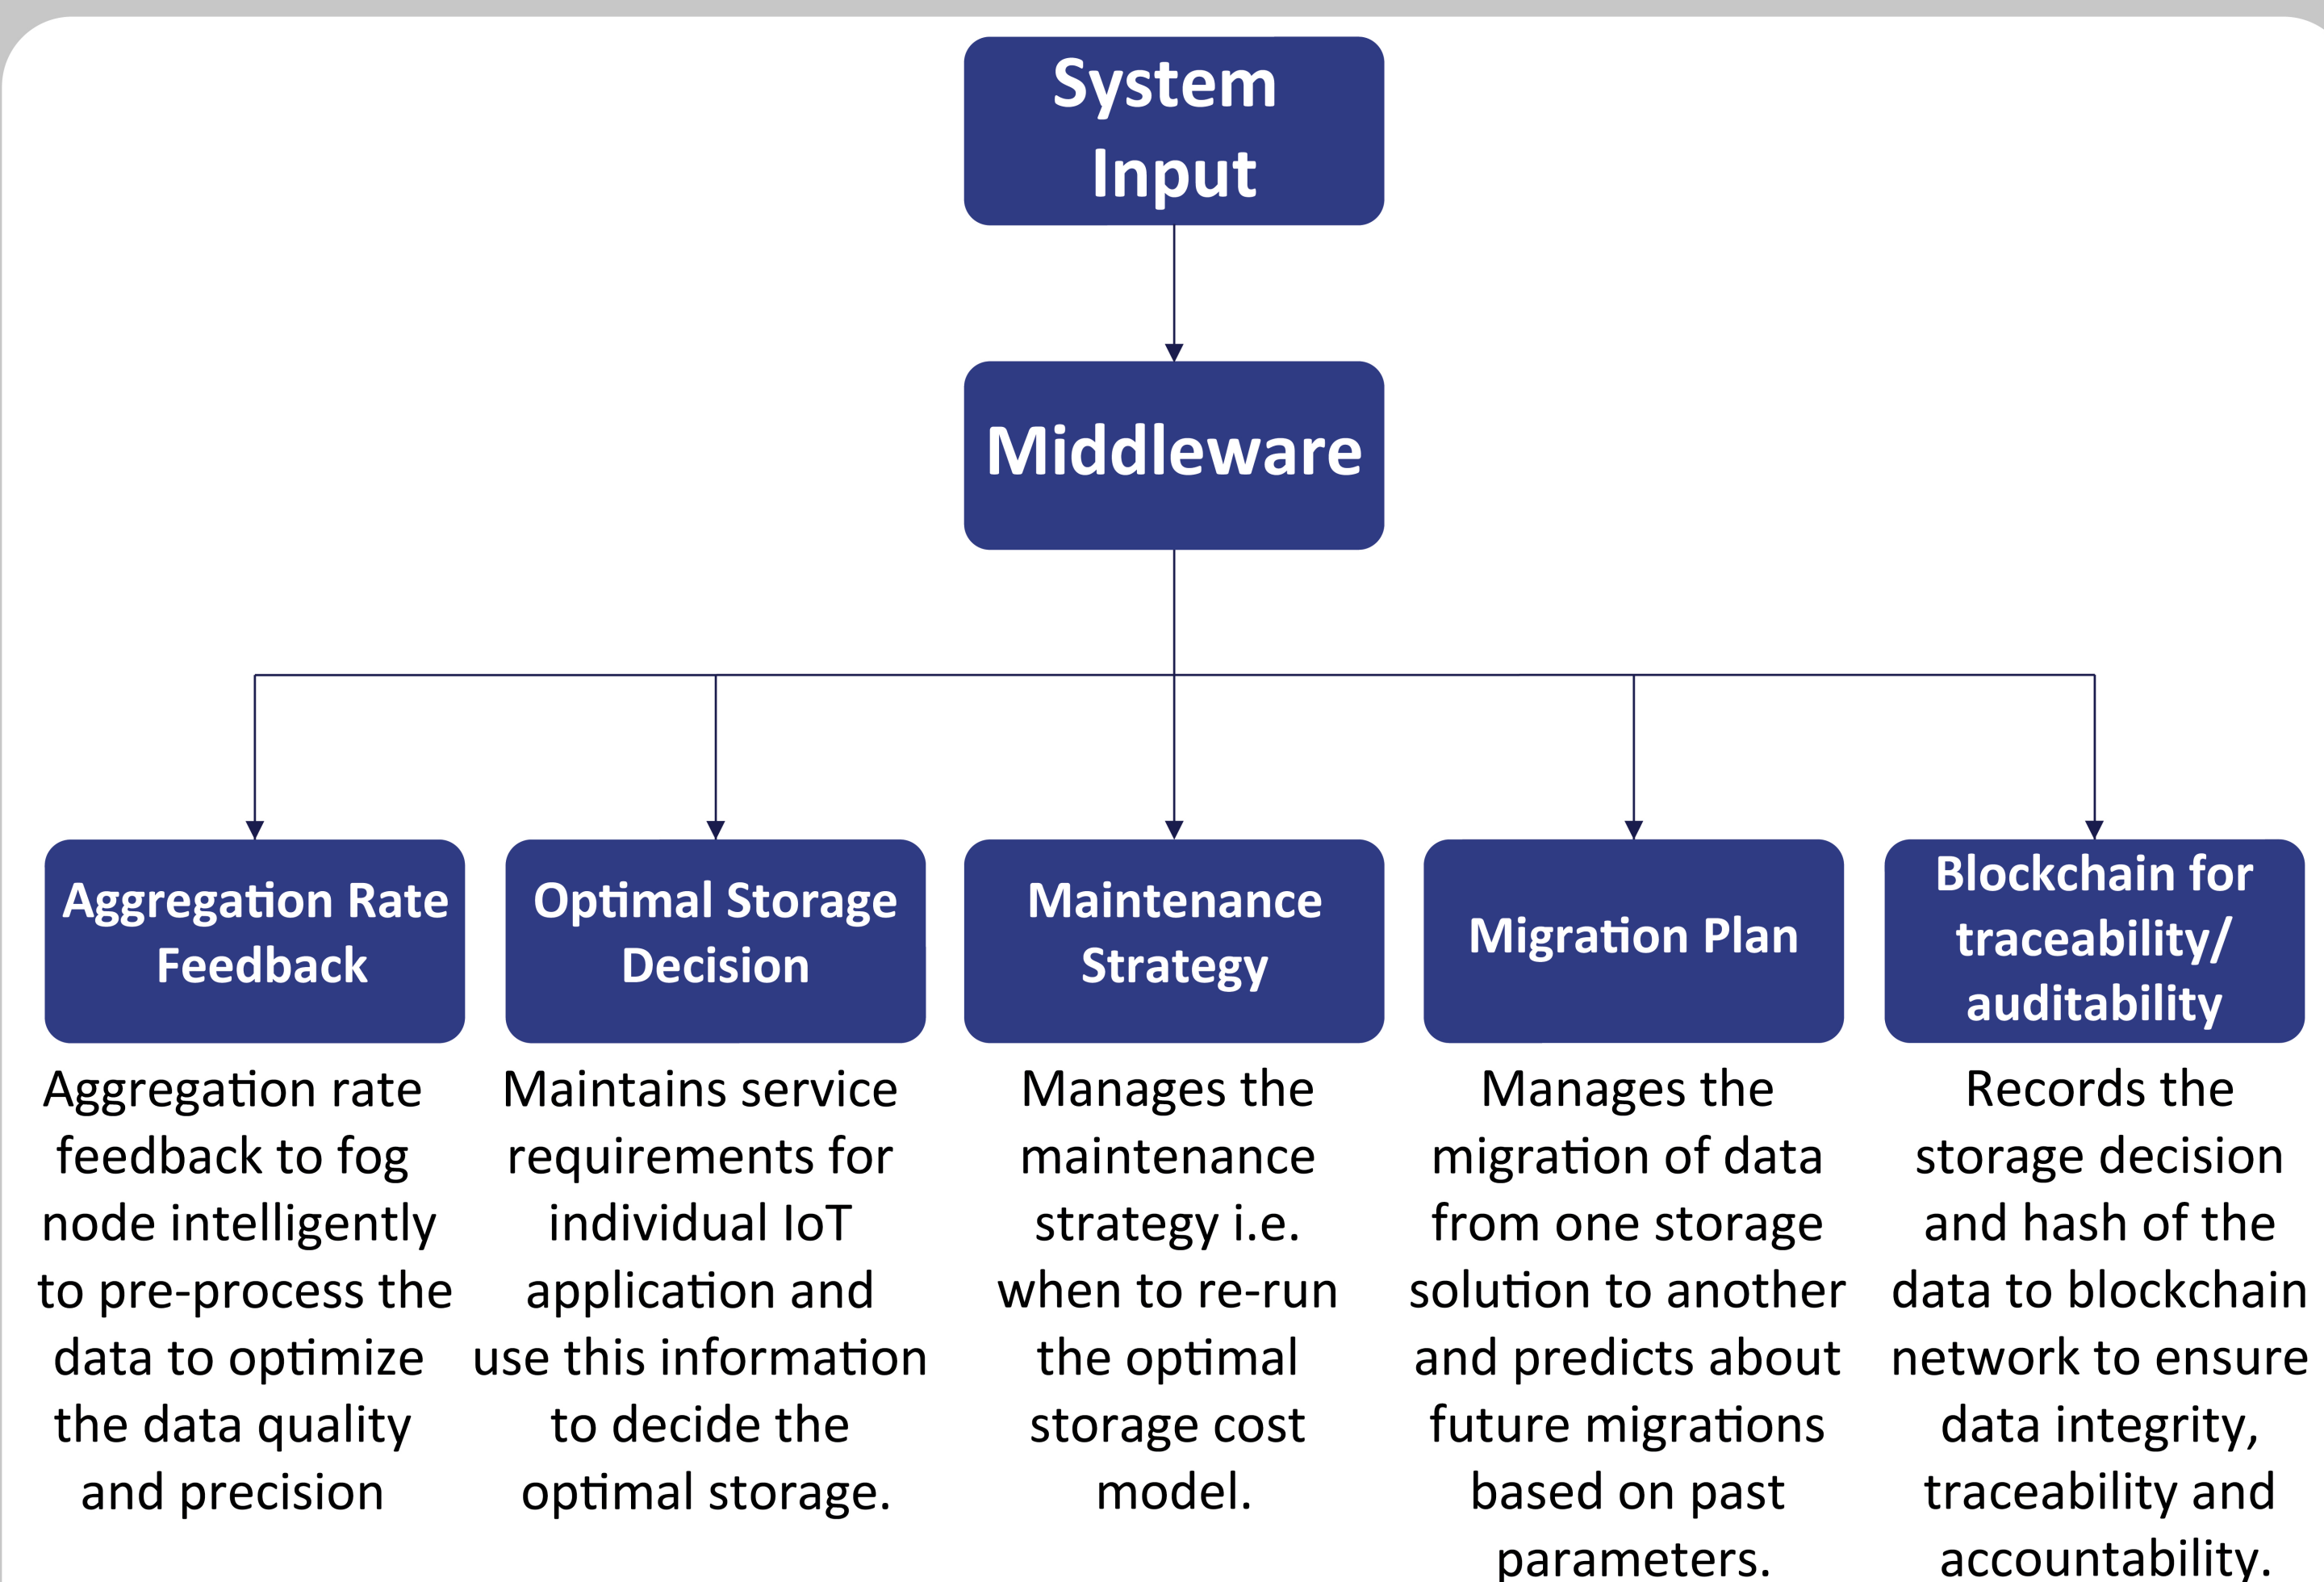 System
Input
Middleware
Aggregation Rate
Feedback
Optimal Storage
Decision
Maintenance
Strategy
Migration Plan
Blockchain for
traceability/
auditability
Aggregation rate
feedback to fog
node intelligently
to pre-process the
data to optimize
the data quality
and precision
Maintains service
requirements for
individual IoT
application and
use this information
to decide the
optimal storage.
Manages the
maintenance
strategy i.e.
when to re-run
the optimal
storage cost
model.
Manages the
migration of data
from one storage
solution to another
and predicts about
future migrations
based on past
parameters.
Records the
storage decision
and hash of the
data to blockchain
network to ensure
data integrity,
traceability and
accountability.